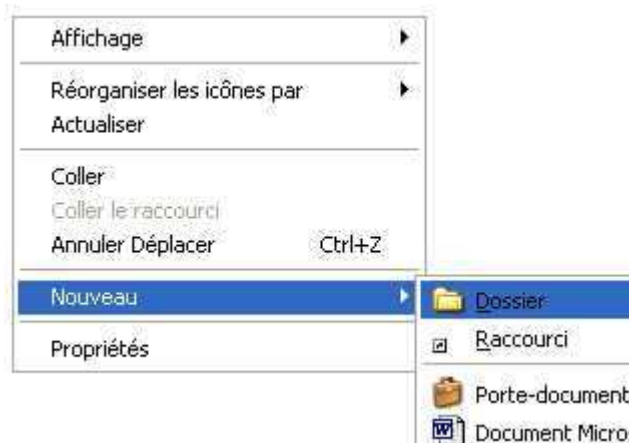 Affichage
Réorganiser les icônes par
Actualiser
Coller
Coller le raccourci
Annuler Déplacer Ctrl+Z
Nouveau
Propriétés
Dossier
Raccourci
Porte-document
Document Micro